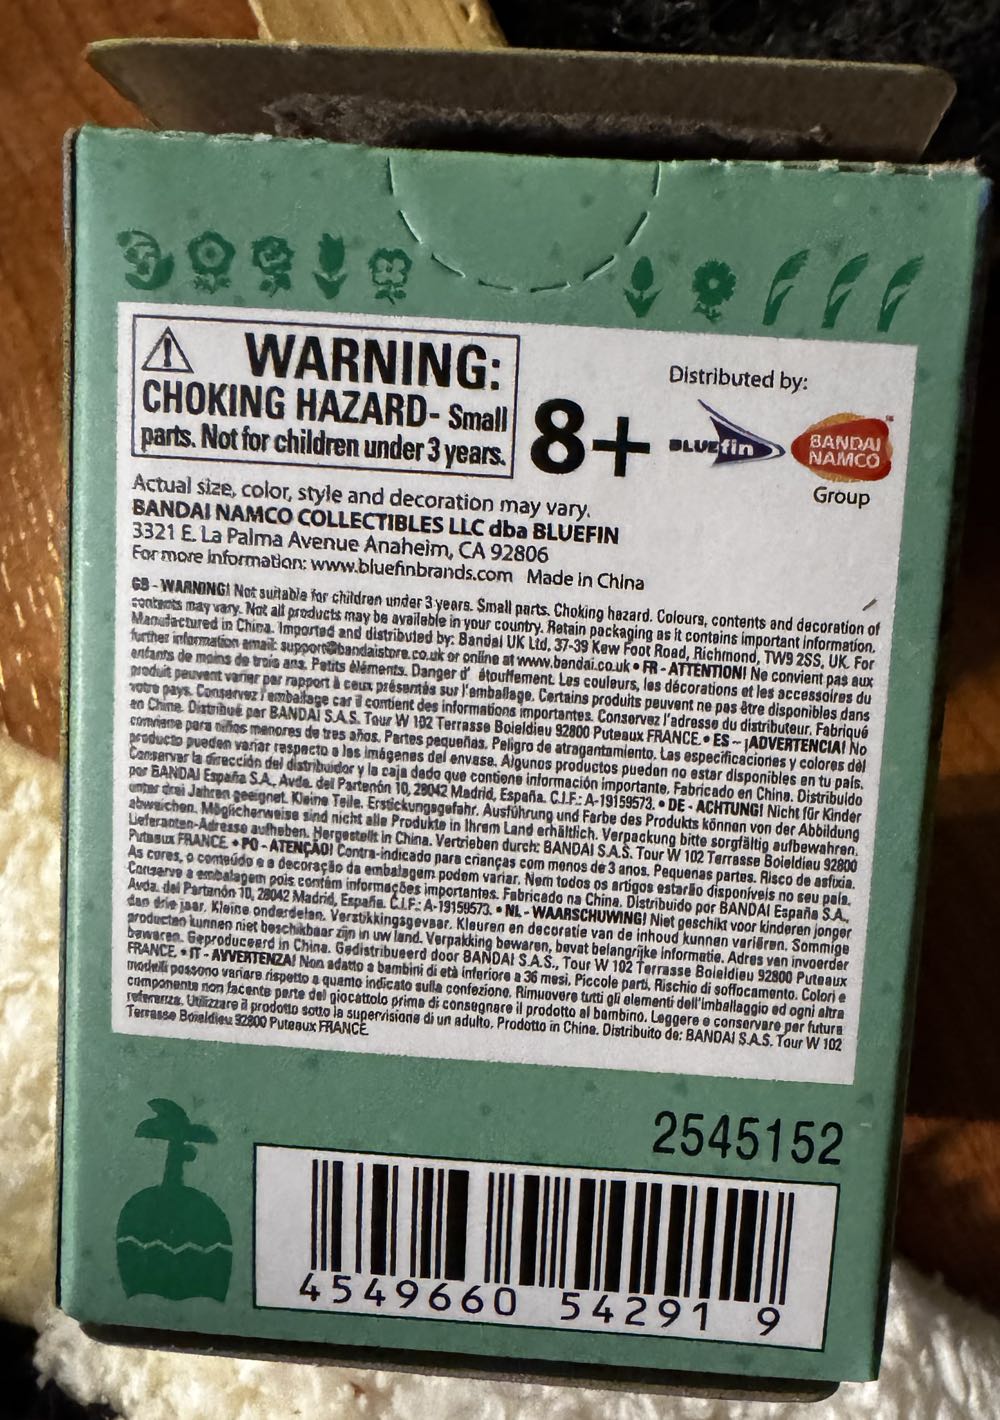 WARNING:
CHOKING HAZARD- Small
parts. Not for children under 3 years.
8+
Distributed by:
BLUEfin
BANDAI
NAMCO
Group
Actual size, color, style and decoration may vary.
BANDAI NAMCO COLLECTIBLES LLC dba BLUEFIN
3321 E. La Palma Avenue Anaheim, CA 92806
For more information: www.bluefinbrands.com Made in China
GB - WARNING! Not suitable for children under 3 years. Small parts. Choking hazard. Colours, contents and decoration of
contents may vary. Not all products may be available in your country. Retain packaging as it contains important information.
Manufactured in China. Imported and distributed by: Bandai UK Ltd, 37-39 Kew Foot Road, Richmond, TW9 2SS, UK. For
further information email: support@bandaistore.co.uk or online at www.bandai.co.uk • FR - ATTENTION! Ne convient pas aux
enfants de moins de trois ans. Petits éléments. Danger d' étouffement. Les couleurs, les décorations et les accessoires du
produit peuvent varier par rapport à ceux présentés sur l'emballage. Certains produits peuvent ne pas être disponibles dans
votre pays. Conservez l'emballage car il contient des informations importantes. Conservez l'adresse du distributeur. Fabriqué
en Chine. Distribué par BANDAI S.A.S. Tour W 102 Terrasse Boieldieu 92800 Puteaux FRANCE. • ES – ¡ADVERTENCIA! No
conviene para niños menores de tres años. Partes pequeñas. Peligro de atragantamiento. Las especificaciones y colores del
producto pueden variar respecto a las imágenes del envase. Algunos productos puedan no estar disponibles en tu país.
Conservar la dirección del distribuidor y la caja dado que contiene información importante. Fabricado en China. Distribuido
por BANDAI España S.A., Avda. del Partenón 10, 28042 Madrid, España. C.I.F.: A-19159573. • DE - ACHTUNG! Nicht für Kinder
unter drei Jahren geeignet. Kleine Teile. Erstickungsgefahr. Ausführung und Farbe des Produkts können von der Abbildung
abweichen. Möglicherweise sind nicht alle Produkte in Ihrem Land erhältlich. Verpackung bitte sorgfältig aufbewahren.
Lieferanten-Adresse aufheben. Hergestellt in China. Vertrieben durch: BANDAI S.A.S. Tour W 102 Terrasse Boieldieu 92800
Puteaux FRANCE. • PO - ATENÇÃO! Contra-indicado para crianças com menos de 3 anos. Pequenas partes. Risco de asfixia.
As cores, o conteúdo e a decoração da embalagem podem variar. Nem todos os artigos estarão disponíveis no seu país.
Conserve a embalagem pois contém informações importantes. Fabricado na China. Distribuido por BANDAI España S.A.,
Avda. del Partenón 10, 28042 Madrid, España. C.I.F.: A-19159573. • NL - WAARSCHUWING! Niet geschikt voor kinderen jonger
dan drie jaar. Kleine onderdelen. Verstikkingsgevaar. Kleuren en decoratie van de inhoud kunnen variëren. Sommige
producten kunnen niet beschikbaar zijn in uw land. Verpakking bewaren, bevat belangrijke informatie. Adres van invoerder
bewaren. Geproduceerd in China. Gedistribueerd door BANDAI S.A.S., Tour W 102 Terrasse Boieldieu 92800 Puteaux
FRANCE. • IT - AVVERTENZA! Non adatto a bambini di età inferiore a 36 mesi. Piccole parti. Rischio di soffocamento. Colori e
modelli possono variare rispetto a quanto indicato sulla confezione. Rimuovere tutti gli elementi dell'imballaggio ed ogni altra
componente non facente parte del giocattolo prima di consegnare il prodotto al bambino. Leggere e conservare per futura
referenza. Utilizzare il prodotto sotto la supervisione di un adulto. Prodotto in China. Distribuito da: BANDAI S.A.S. Tour W 102
Terrasse Boieldieu 92800 Puteaux FRANCE.
2545152
4549660 54291 9